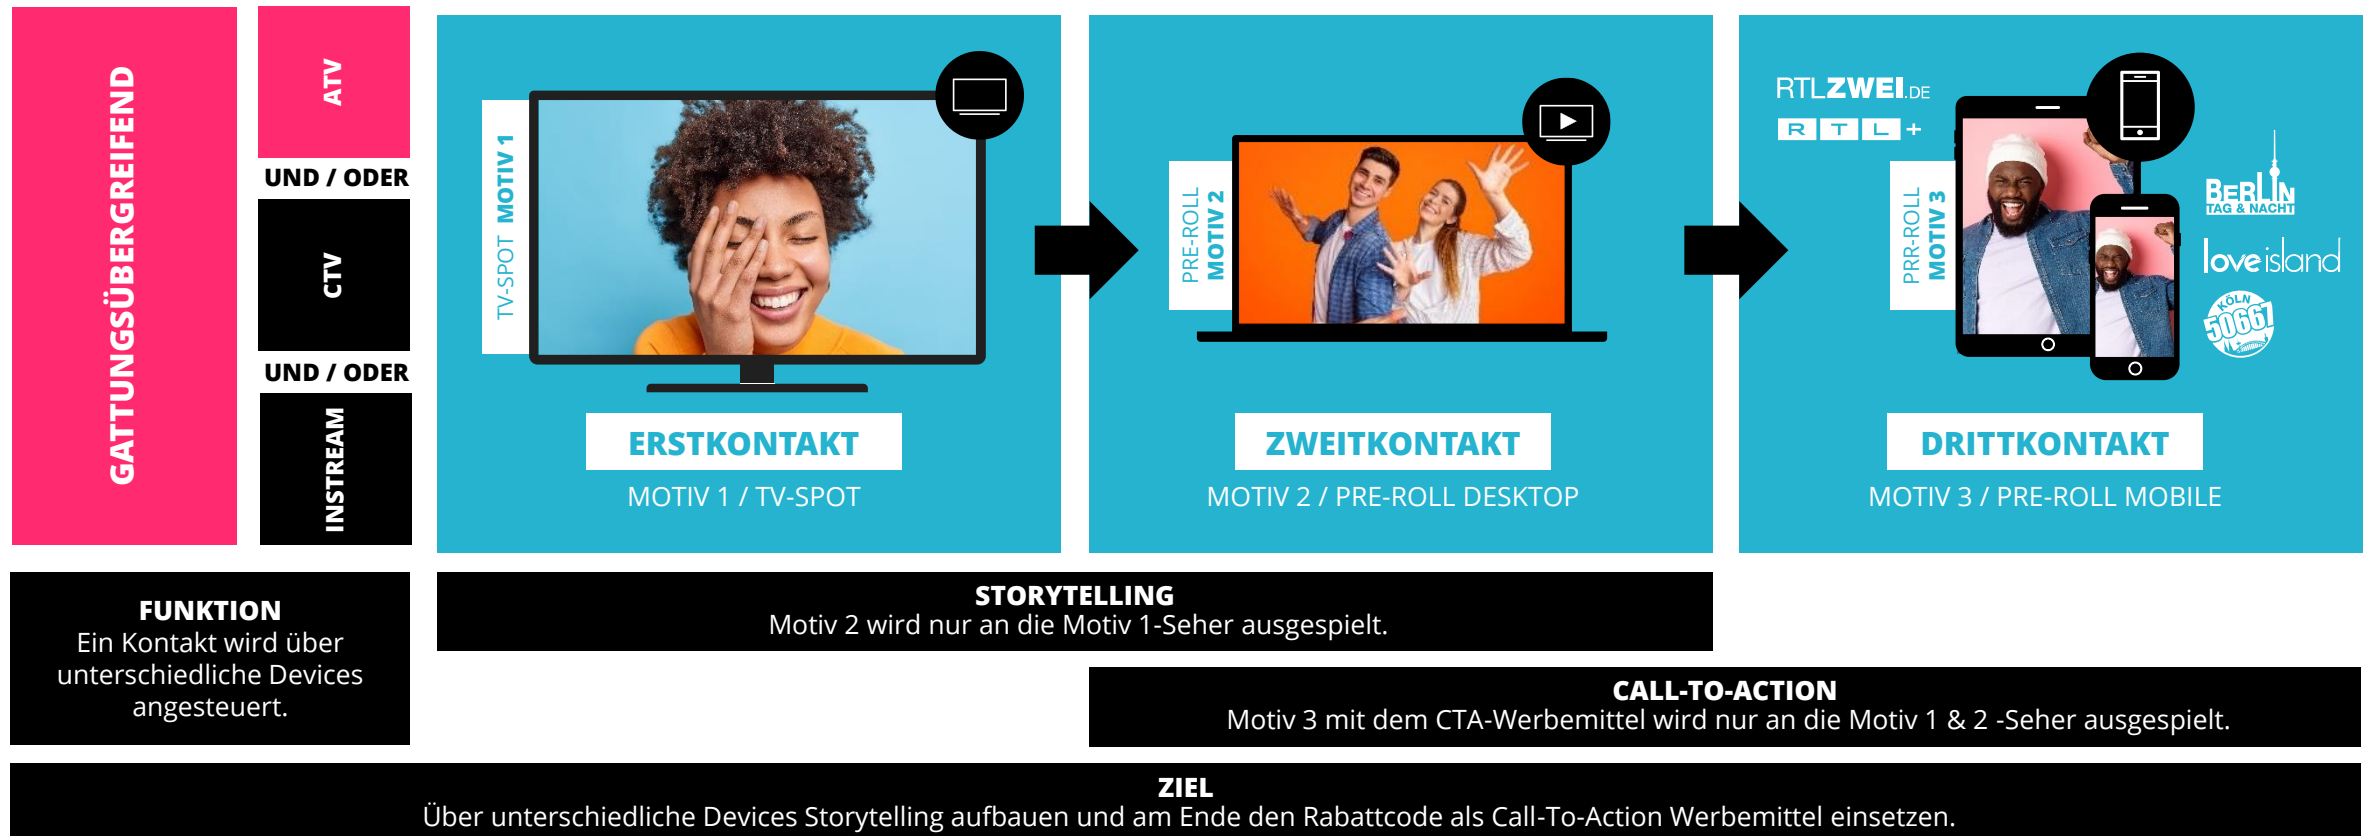 GATTUNGSÜBERGREIFEND
ATV
UND / ODER
CTV
UND / ODER
INSTREAM
TV-SPOT MOTIV 1
ERSTKONTAKT
MOTIV 1 / TV-SPOT
PRE-ROLL
MOTIV 2
ZWEITKONTAKT
MOTIV 2 / PRE-ROLL DESKTOP
RTLZWEI.DE
RTL+
PRR-ROLL
MOTIV 3
BERLIN
TAG & NACHT
loveisland
KÖLN
50667
DRITTKONTAKT
MOTIV 3 / PRE-ROLL MOBILE
FUNKTION
Ein Kontakt wird über
unterschiedliche Devices
angesteuert.
STORYTELLING
Motiv 2 wird nur an die Motiv 1-Seher ausgespielt.
CALL-TO-ACTION
Motiv 3 mit dem CTA-Werbemittel wird nur an die Motiv 1 & 2 -Seher ausgespielt.
ZIEL
Über unterschiedliche Devices Storytelling aufbauen und am Ende den Rabattcode als Call-To-Action Werbemittel einsetzen.